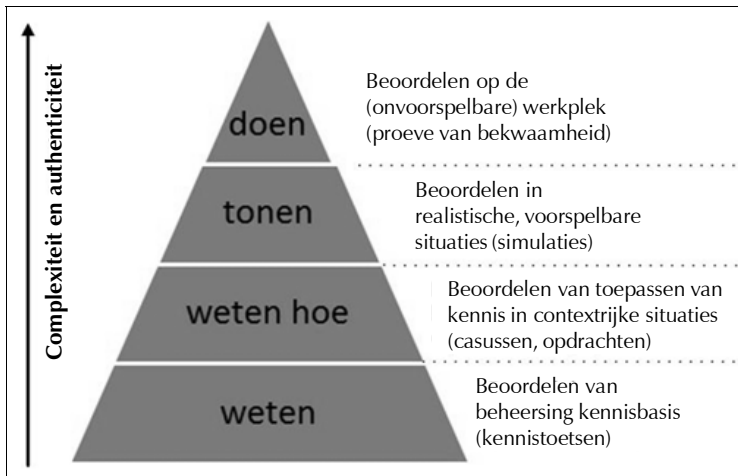 Complexiteit en authenticiteit
doen
Beoordelen op de
(onvoorspelbare) werkplek
(proeve van bekwaamheid)
tonen
Beoordelen in
realistische, voorspelbare
situaties (simulaties)
weten hoe
Beoordelen van toepassen van
kennis in contextrijke situaties
(casussen, opdrachten)
weten
Beoordelen van
beheersing kennisbasis
(kennistoetsen)